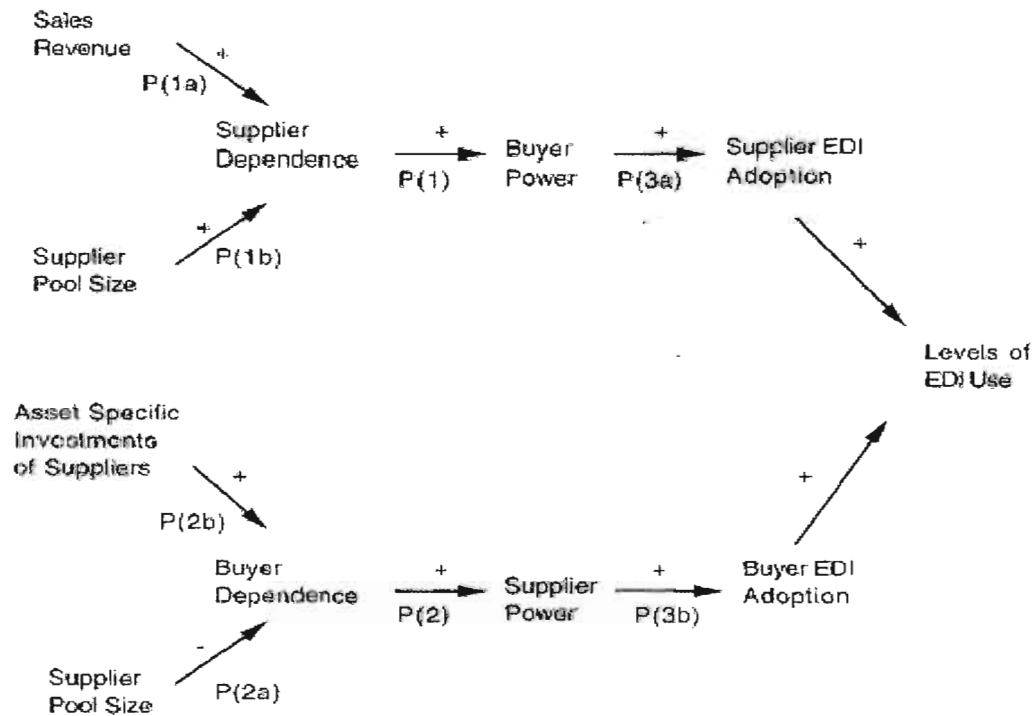 Sales
Revenue
+
P(1a)
Supplier
Dependence
+
P(1)
Buyer
Power
+
P(3a)
Supplier EDI
Adoption
+
P(1b)
Supplier
Pool Size
+
Levels of
EDI Use
Asset Specific
Investments
of Suppliers
+
P(2b)
Buyer
Dependence
+
P(2)
Supplier
Power
+
P(3b)
Buyer EDI
Adoption
+
-
P(2a)
Supplier
Pool Size